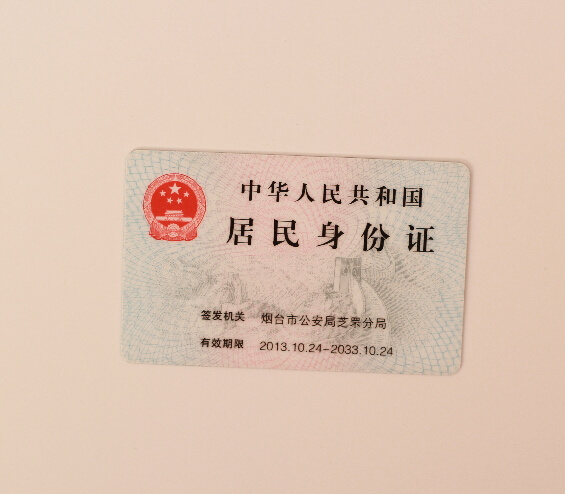 中华人民共和国
居民身份证
签发机关 烟台市公安局芝罘分局
有效期限 2013.10.24-2033.10.24